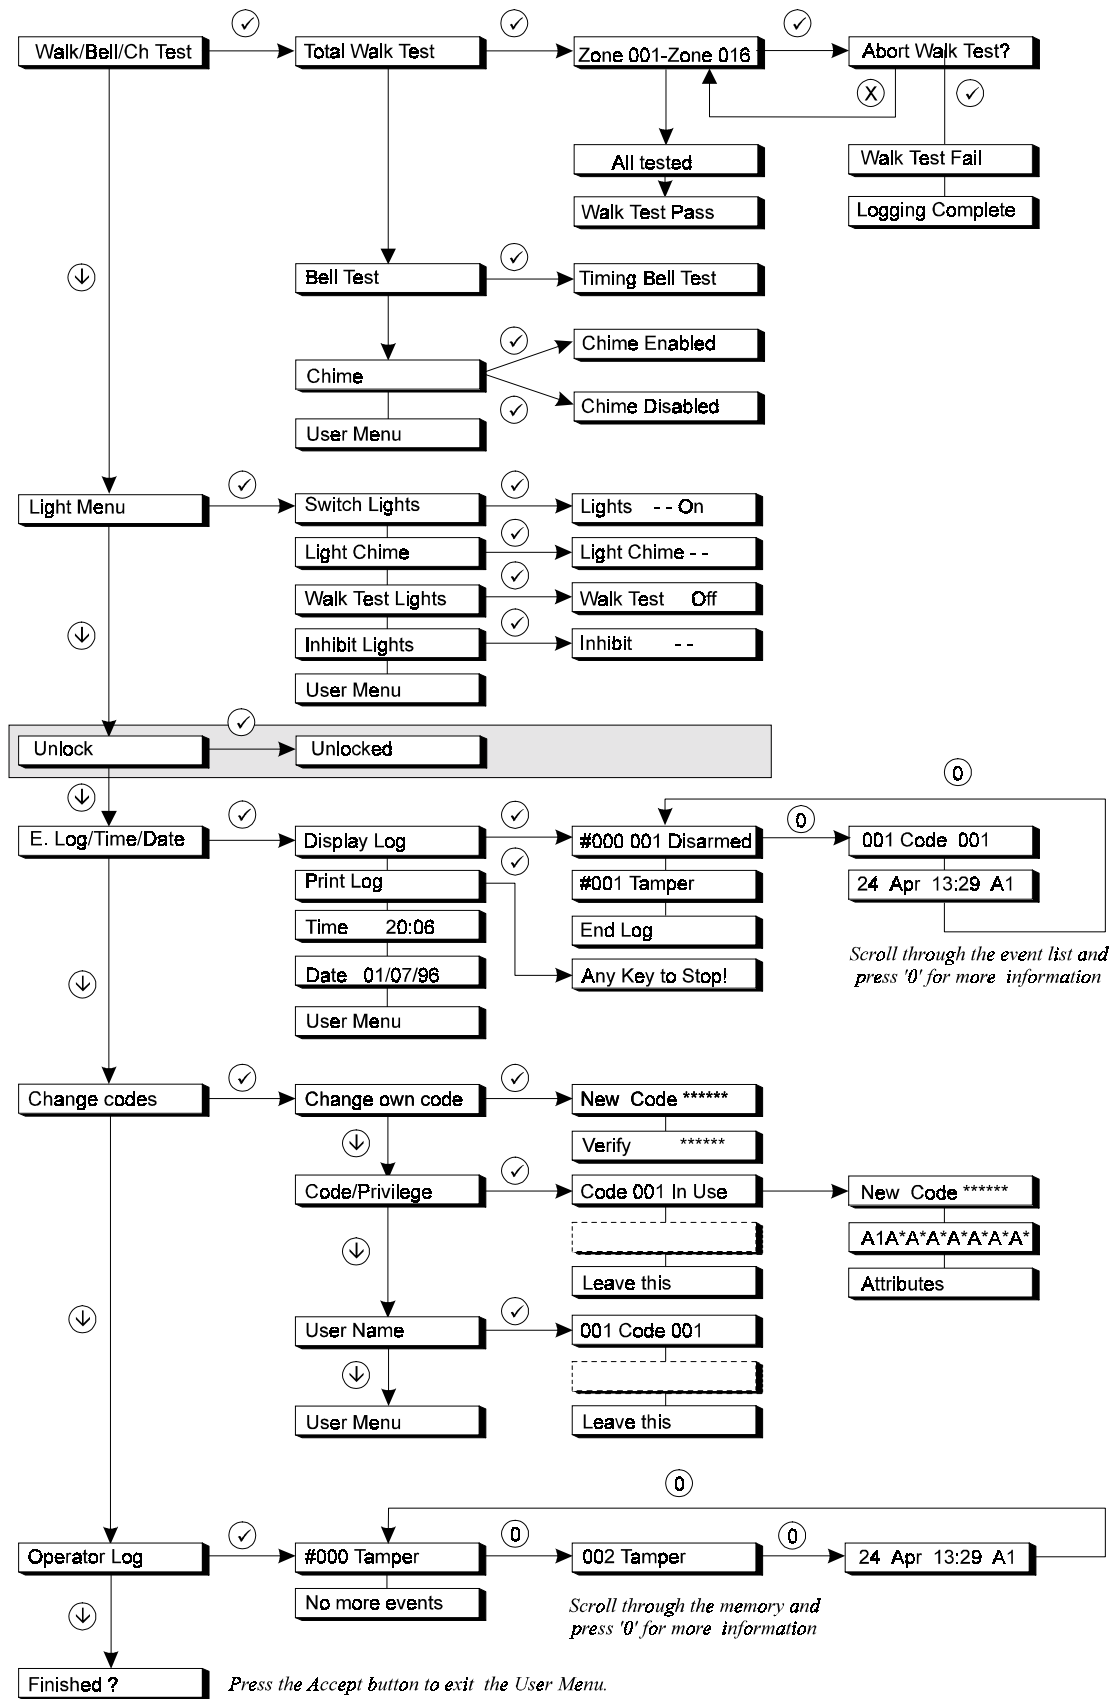 Walk/Bell/Ch Test
Total Walk Test
Zone 001-Zone 016
Abort Walk Test?
X
All tested
Walk Test Fail
Walk Test Pass
Logging Complete
Bell Test
Timing Bell Test
Chime Enabled
Chime
Chime Disabled
User Menu
Light Menu
Switch Lights
Lights - - On
Light Chime
Light Chime - -
Walk Test Lights
Walk Test Off
Inhibit Lights
Inhibit - -
User Menu
Unlock
Unlocked
0
0
E. Log/Time/Date
Display Log
#000 001 Disarmed
001 Code 001
Print Log
#001 Tamper
24 Apr 13:29 A1
Time 20:06
End Log
Scroll through the event list and
press '0' for more information
Date 01/07/96
Any Key to Stop!
User Menu
Change codes
Change own code
New Code ******
Verify ******
Code/Privilege
Code 001 In Use
New Code ******
A1A*A*A*A*A*A*A*
Leave this
Attributes
User Name
001 Code 001
User Menu
Leave this
0
0
0
Operator Log
#000 Tamper
002 Tamper
24 Apr 13:29 A1
No more events
Scroll through the memory and
press '0' for more information
Finished ?
Press the Accept button to exit the User Menu.